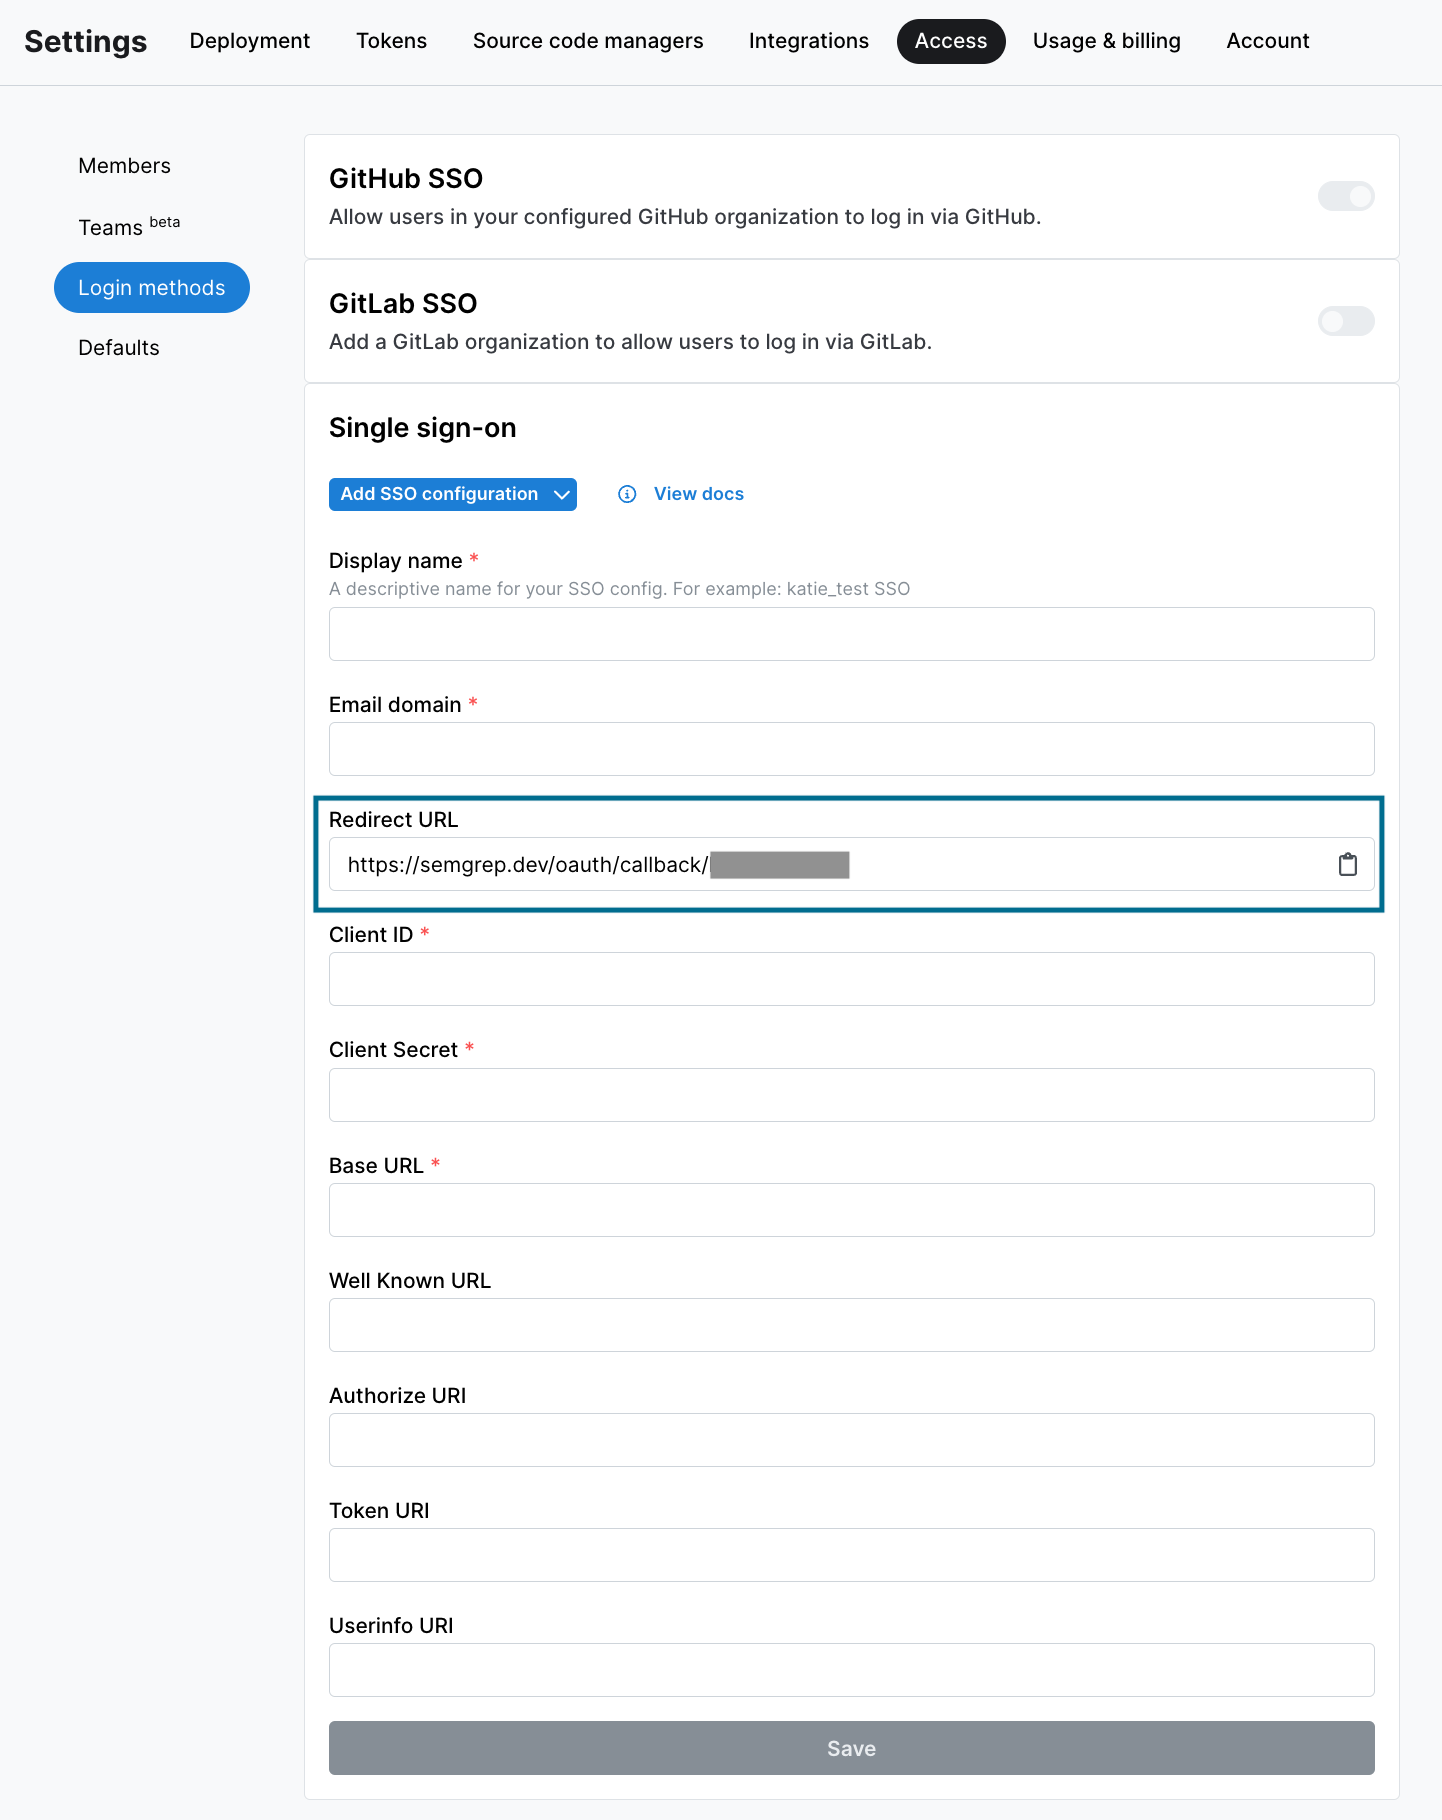 Settings Deployment Tokens Source code managers Integrations Access Usage & billing Account
Members
Teams beta
Login methods
Defaults
GitHub SSO
Allow users in your configured GitHub organization to log in via GitHub.
GitLab SSO
Add a GitLab organization to allow users to log in via GitLab.
Single sign-on
Add SSO configuration View docs
Display name *
A descriptive name for your SSO config. For example: katie_test SSO
Email domain *
Redirect URL
https://semgrep.dev/oauth/callback/
Client ID *
Client Secret *
Base URL *
Well Known URL
Authorize URI
Token URI
Userinfo URI
Save